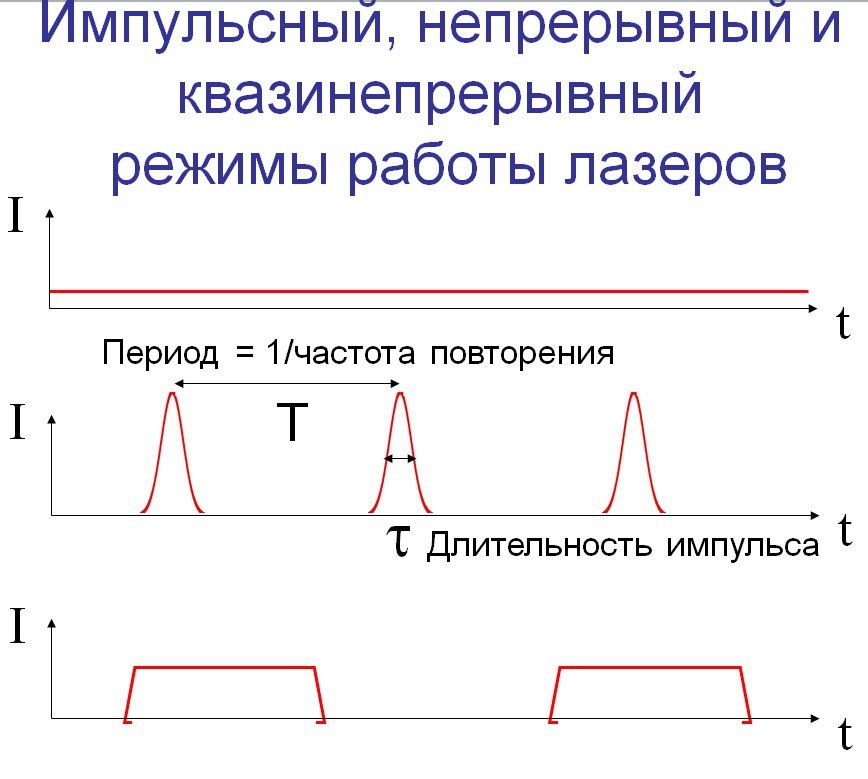 Импульсный, непрерывный и
квазинепрерывный
режимы работы лазеров
I
t
Период = 1/частота повторения
I
T
t
τ Длительность импульса
I
t